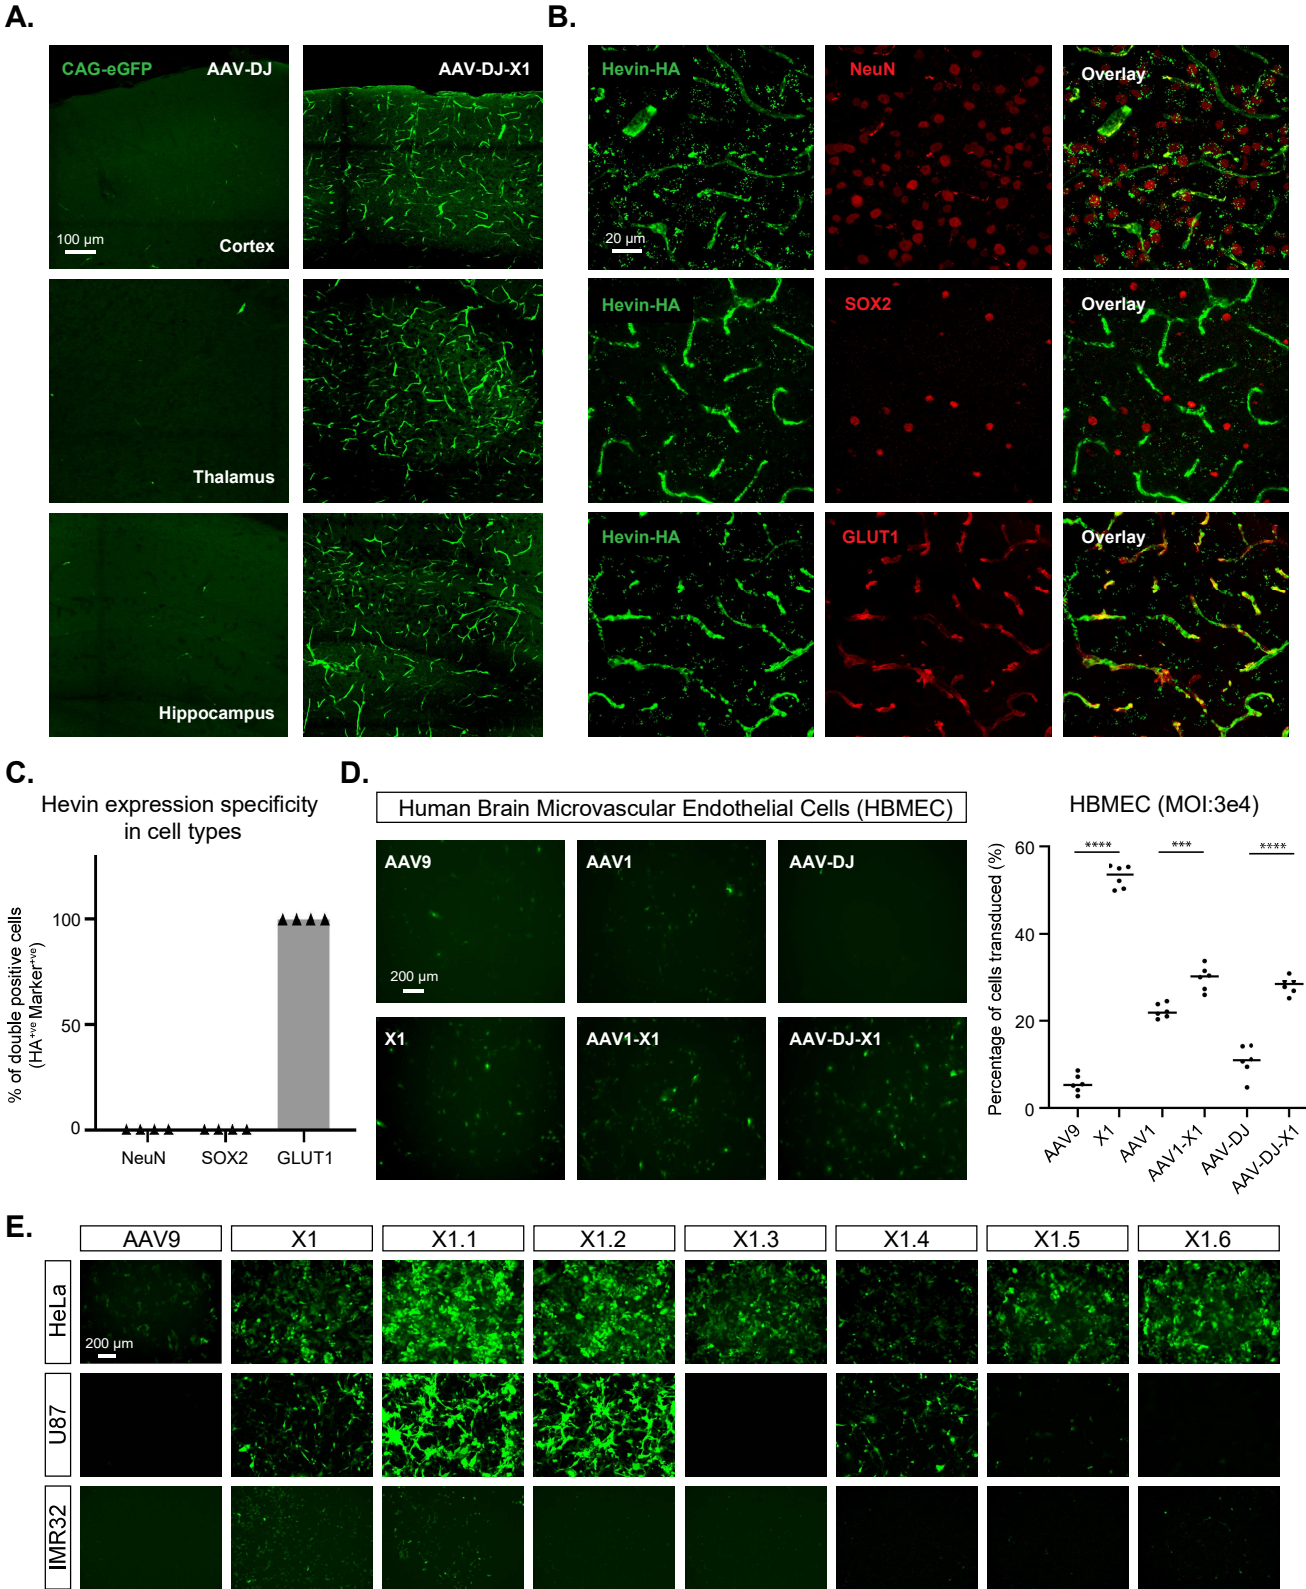 A.
CAG-eGFP
AAV-DJ
AAV-DJ-X1
100 µm
Cortex
Thalamus
Hippocampus
B.
Hevin-HA
NeuN
Overlay
20 µm
Hevin-HA
SOX2
Overlay
Hevin-HA
GLUT1
Overlay
C.
Hevin expression specificity
in cell types
% of double positive cells
(HA+ve Marker+ve)
100
50
0
NeuN
SOX2
GLUT1
D.
Human Brain Microvascular Endothelial Cells (HBMEC)
AAV9
AAV1
AAV-DJ
200 µm
X1
AAV1-X1
AAV-DJ-X1
HBMEC (MOI:3e4)
Percentage of cells transduced (%)
60
40
20
0
****
***
****
AAV9
X1
AAV1
AAV1-X1
AAV-DJ
AAV-DJ-X1
E.
AAV9
X1
X1.1
X1.2
X1.3
X1.4
X1.5
X1.6
HeLa
200 µm
U87
IMR32